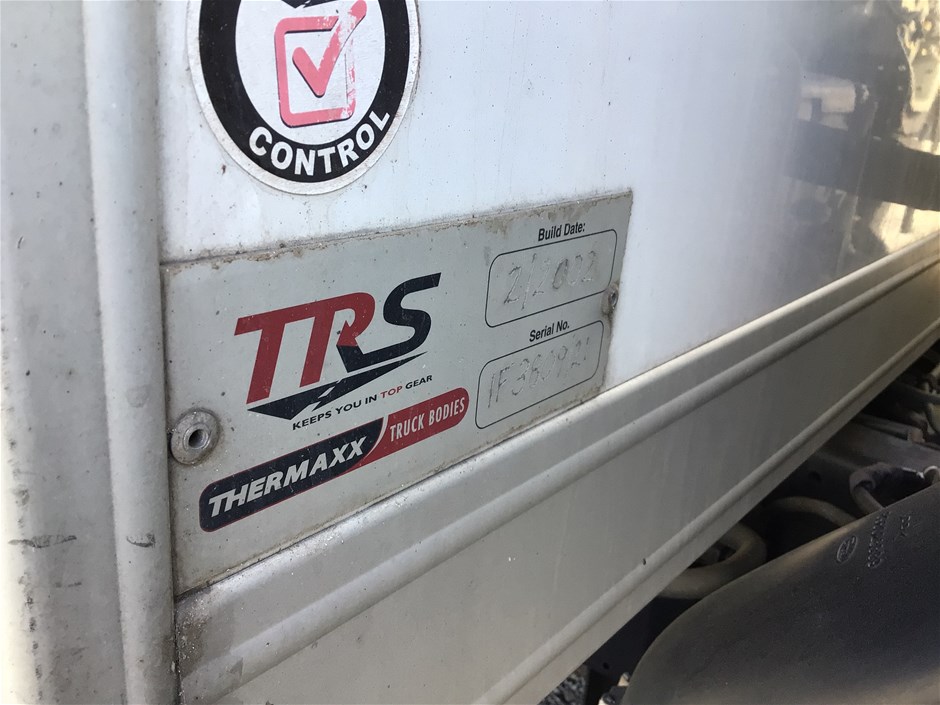 CONTROL
TRS
KEEPS YOU IN TOP GEAR
THERMAXX TRUCK BODIES
Build Date:
Serial No.